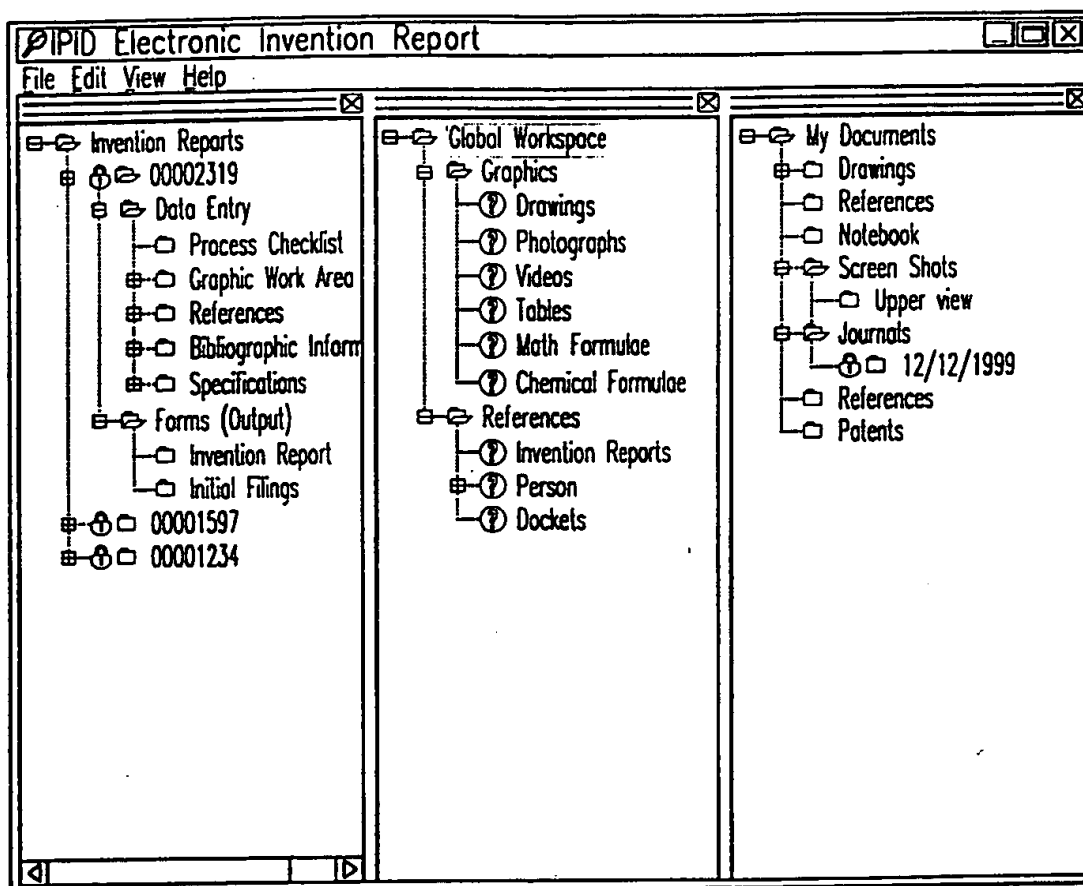 IPiD Electronic Invention Report
File Edit View Help
Invention Reports
00002319
Data Entry
Process Checklist
Graphic Work Area
References
Bibliographic Inform
Specifications
Forms (Output)
Invention Report
Initial Filings
00001597
00001234
Global Workspace
Graphics
Drawings
Photographs
Videos
Tables
Math Formulae
Chemical Formulae
References
Invention Reports
Person
Dockets
My Documents
Drawings
References
Notebook
Screen Shots
Upper view
Journals
12/12/1999
References
Patents